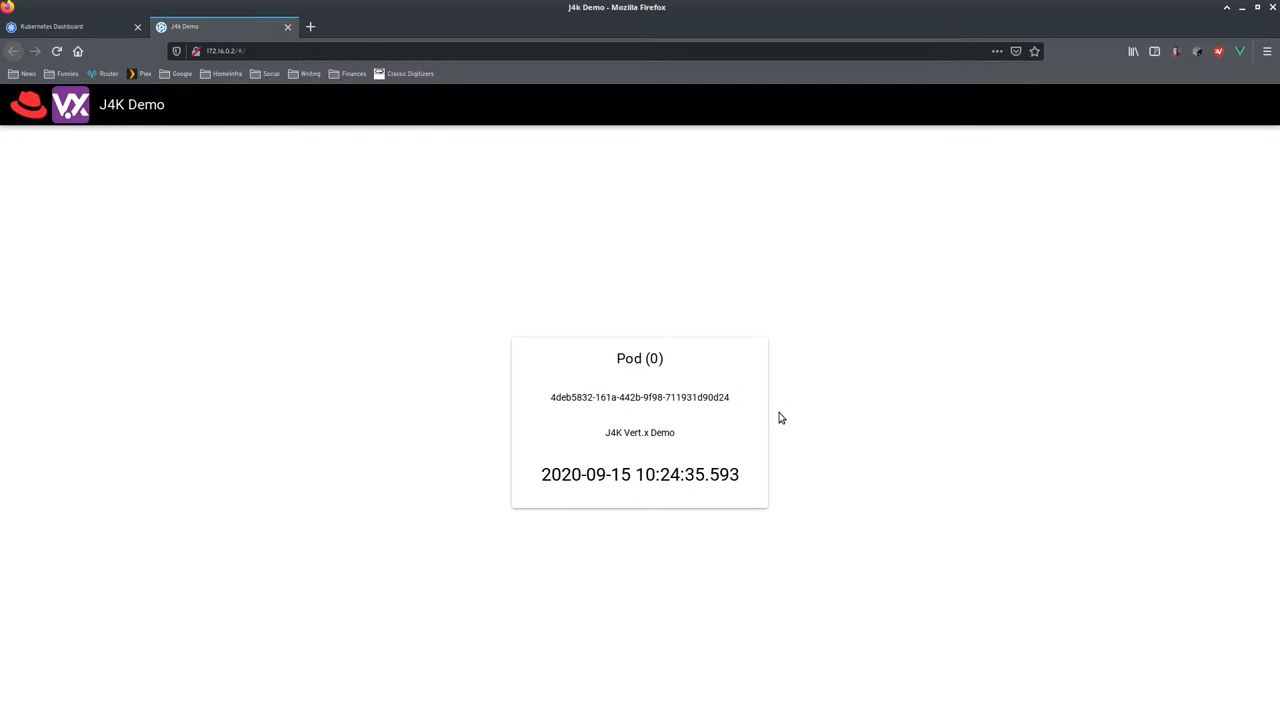 J4k Demo - Mozilla Firefox
Kubernetes Dashboard
J4k Demo
172.16.0.2/#/
News Funnies Router Plex Google HomeInfra Social Writing Finances Classic Digitizers
J4K Demo
Pod (0)
4deb5832-161a-442b-9f98-711931d90d24
J4K Vert.x Demo
2020-09-15 10:24:35.593